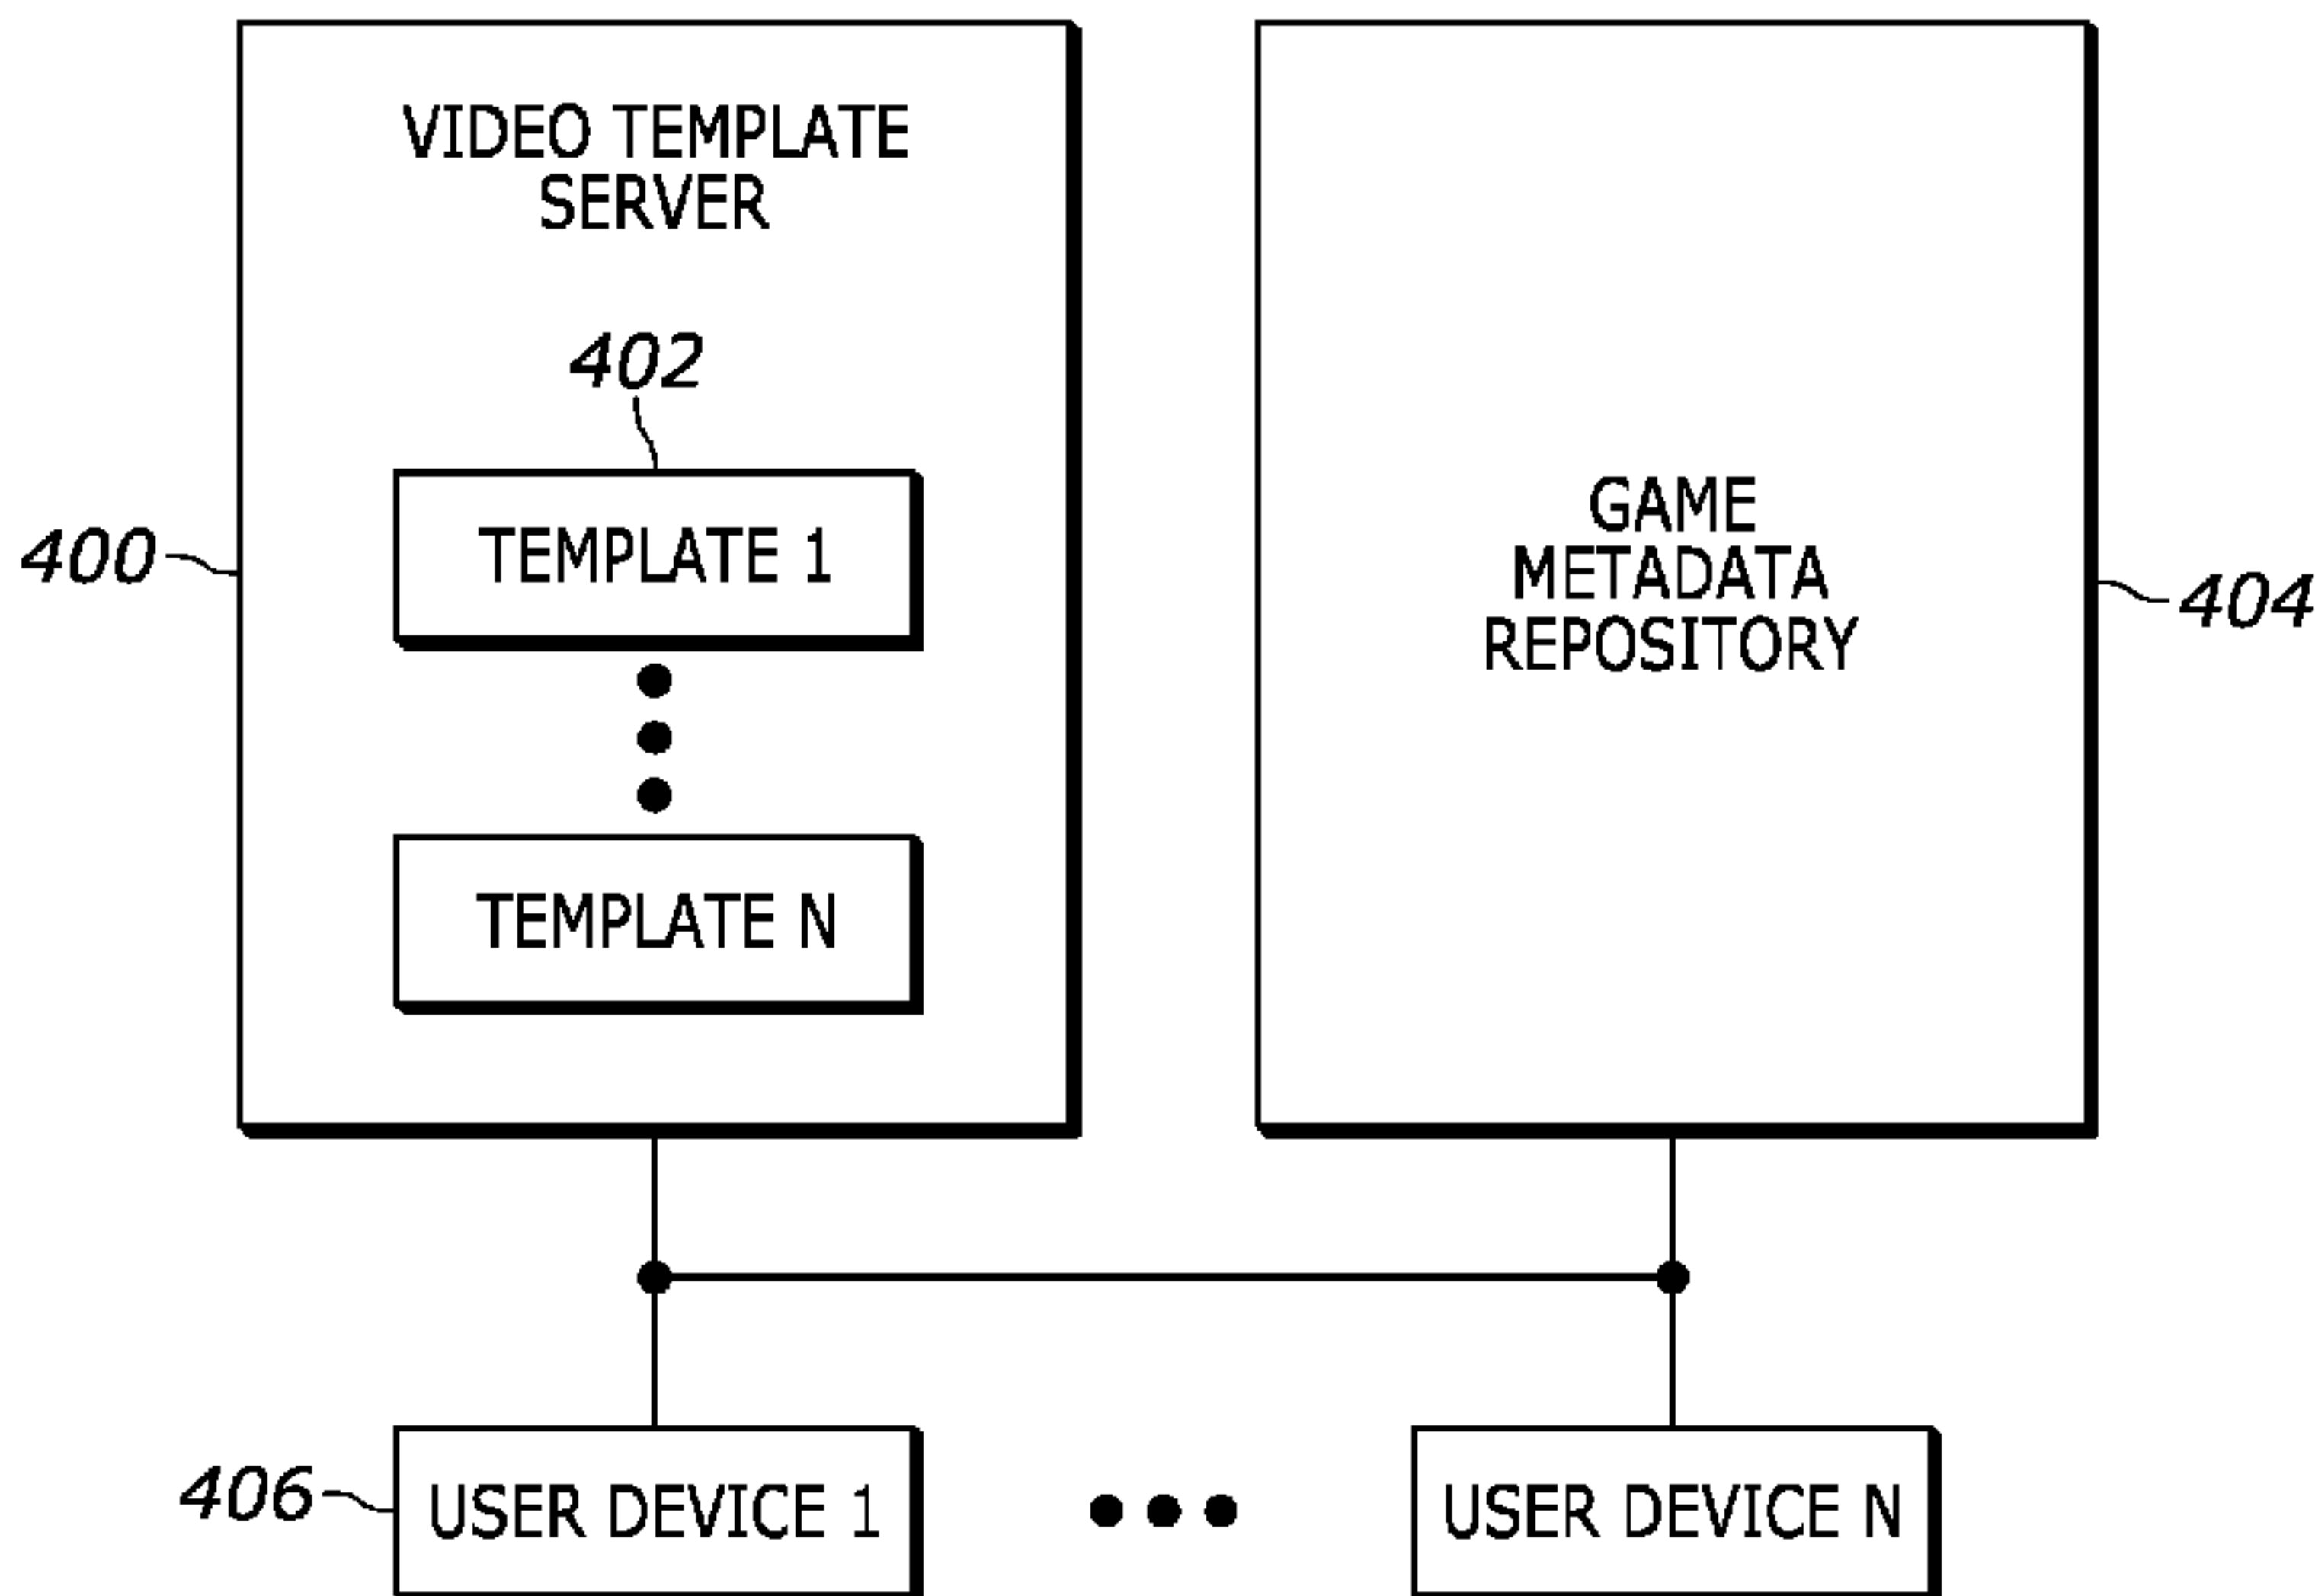 VIDEO TEMPLATE
SERVER
402
TEMPLATE 1
400
TEMPLATE N
GAME
METADATA
REPOSITORY
404
406
USER DEVICE 1
USER DEVICE N